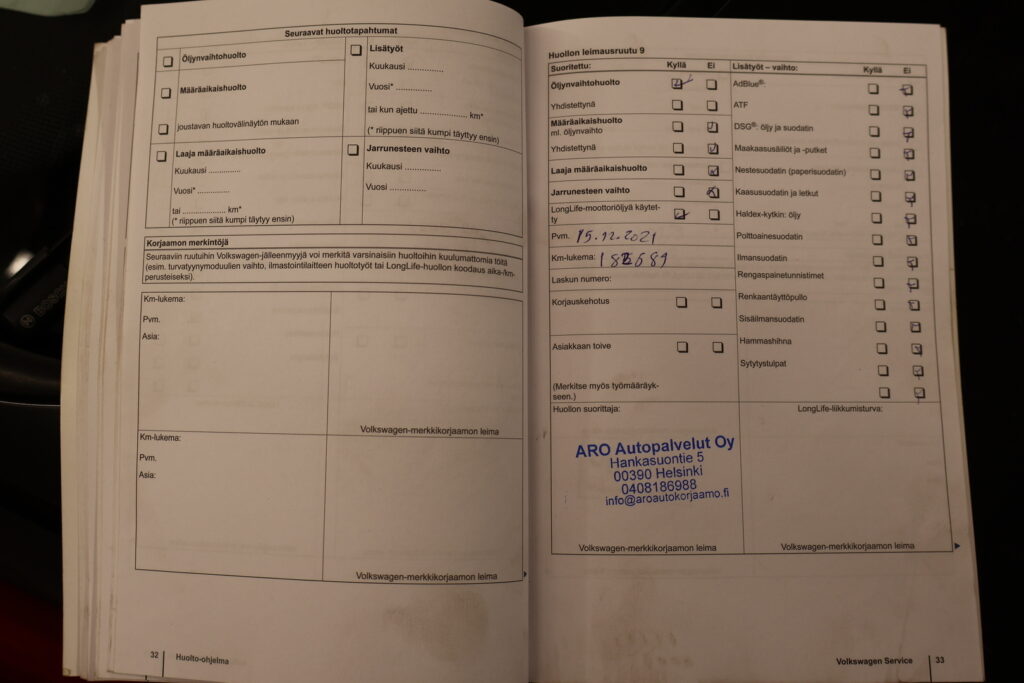 Seuraavat huoltotapahtumat
Öljynvaihtohuolto
Määräaikaishuolto
joustavan huoltovälinäytön mukaan
Laaja määräaikaishuolto
Kuukausi ..............
Vuosi* ..............
tai .................... km*
(* riippuen siitä kumpi täytyy ensin)
Lisätyöt
Kuukausi ...............
Vuosi* ...............
tai kun ajettu ...................... km*
(* riippuen siitä kumpi täyttyy ensin)
Jarrunesteen vaihto
Kuukausi ...............
Vuosi ...............
Korjaamon merkintöjä
Seuraaviin ruutuihin Volkswagen-jälleenmyyjä voi merkitä varsinaisiin huoltoihin kuulumattomia töitä
(esim. turvatyynymoduulien vaihto, ilmastointilaitteen huoltotyöt tai LongLife-huollon koodaus aika-/km-
perusteiseksi).
Km-lukema:
Pvm.
Asia:
Volkswagen-merkkikorjaamon leima
Km-lukema:
Pvm.
Asia:
Volkswagen-merkkikorjaamon leima
32 Huolto-ohjelma
Huollon leimausruutu 9
Suoritettu: Kyllä Ei
Öljynvaihtohuolto
Yhdistettynä
Määräaikaishuolto
ml. öljynvaihto
Yhdistettynä
Laaja määräaikaishuolto
Jarrunesteen vaihto
LongLife-moottoriöljyä käytet-
ty
Pvm. 15.12.2021
Km-lukema:
Laskun numero:
Korjauskehotus
Asiakkaan toive
(Merkitse myös työmääräyk-
seen.)
Lisätyöt – vaihto: Kyllä Ei
AdBlue®:
ATF
DSG®: öljy ja suodatin
Maakaasusäiliöt ja -putket
Nestesuodatin (paperisuodatin)
Kaasusuodatin ja letkut
Haldex-kytkin: öljy
Polttoainesuodatin
Ilmansuodatin
Rengaspainetunnistimet
Renkaantäyttöpullo
Sisäilmansuodatin
Hammashihna
Sytytystulpat
Huollon suorittaja:
ARO Autopalvelut Oy
Hankasuontie 5
00390 Helsinki
0408186988
info@aroautokorjaamo.fi
Volkswagen-merkkikorjaamon leima
LongLife-liikkumisturva:
Volkswagen-merkkikorjaamon leima
Volkswagen Service 33